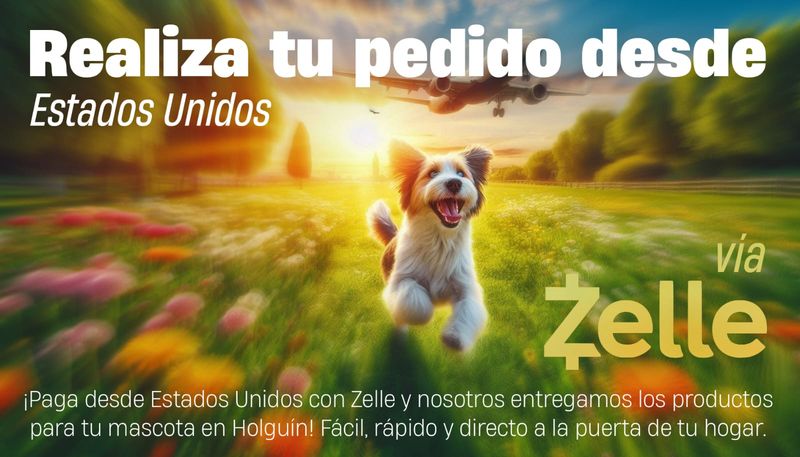 Realiza tu pedido desde
Estados Unidos
vía
Zelle
¡Paga desde Estados Unidos con Zelle y nosotros entregamos los productos
para tu mascota en Holguín! Fácil, rápido y directo a la puerta de tu hogar.